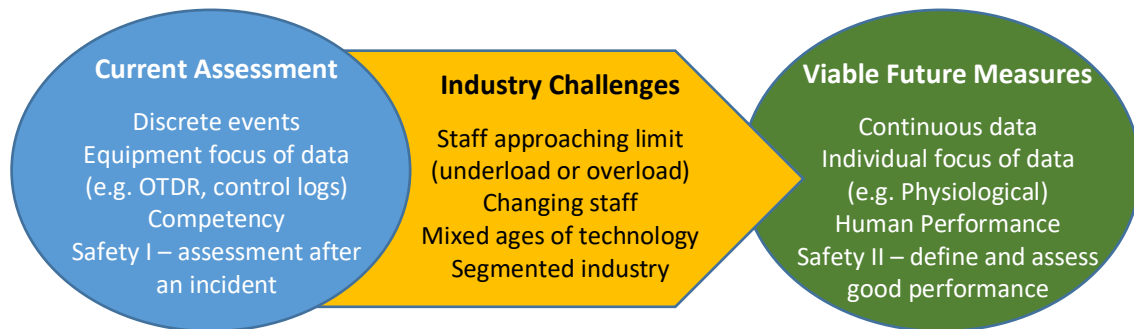 Current Assessment
Discrete events
Equipment focus of data
(e.g. OTDR, control logs)
Competency
Safety I – assessment after
an incident
Industry Challenges
Staff approaching limit
(underload or overload)
Changing staff
Mixed ages of technology
Segmented industry
Viable Future Measures
Continuous data
Individual focus of data
(e.g. Physiological)
Human Performance
Safety II – define and assess
good performance